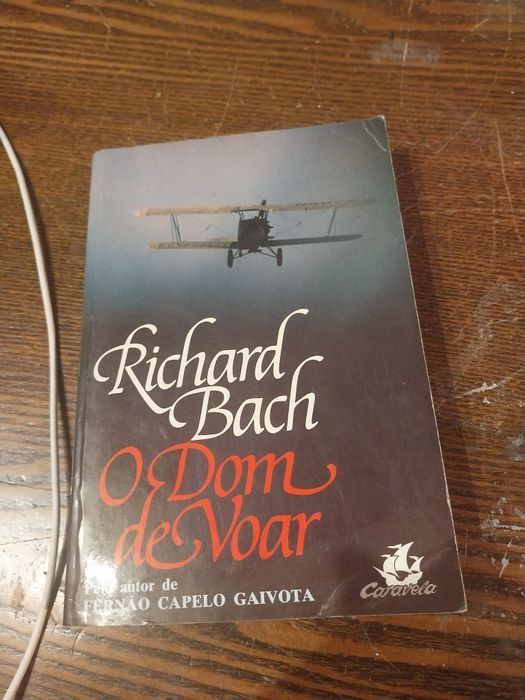 Richard
Bach
O Dom
de Voar
Pelo autor de
FERNÃO CAPELO GAIVOTA
Caravela